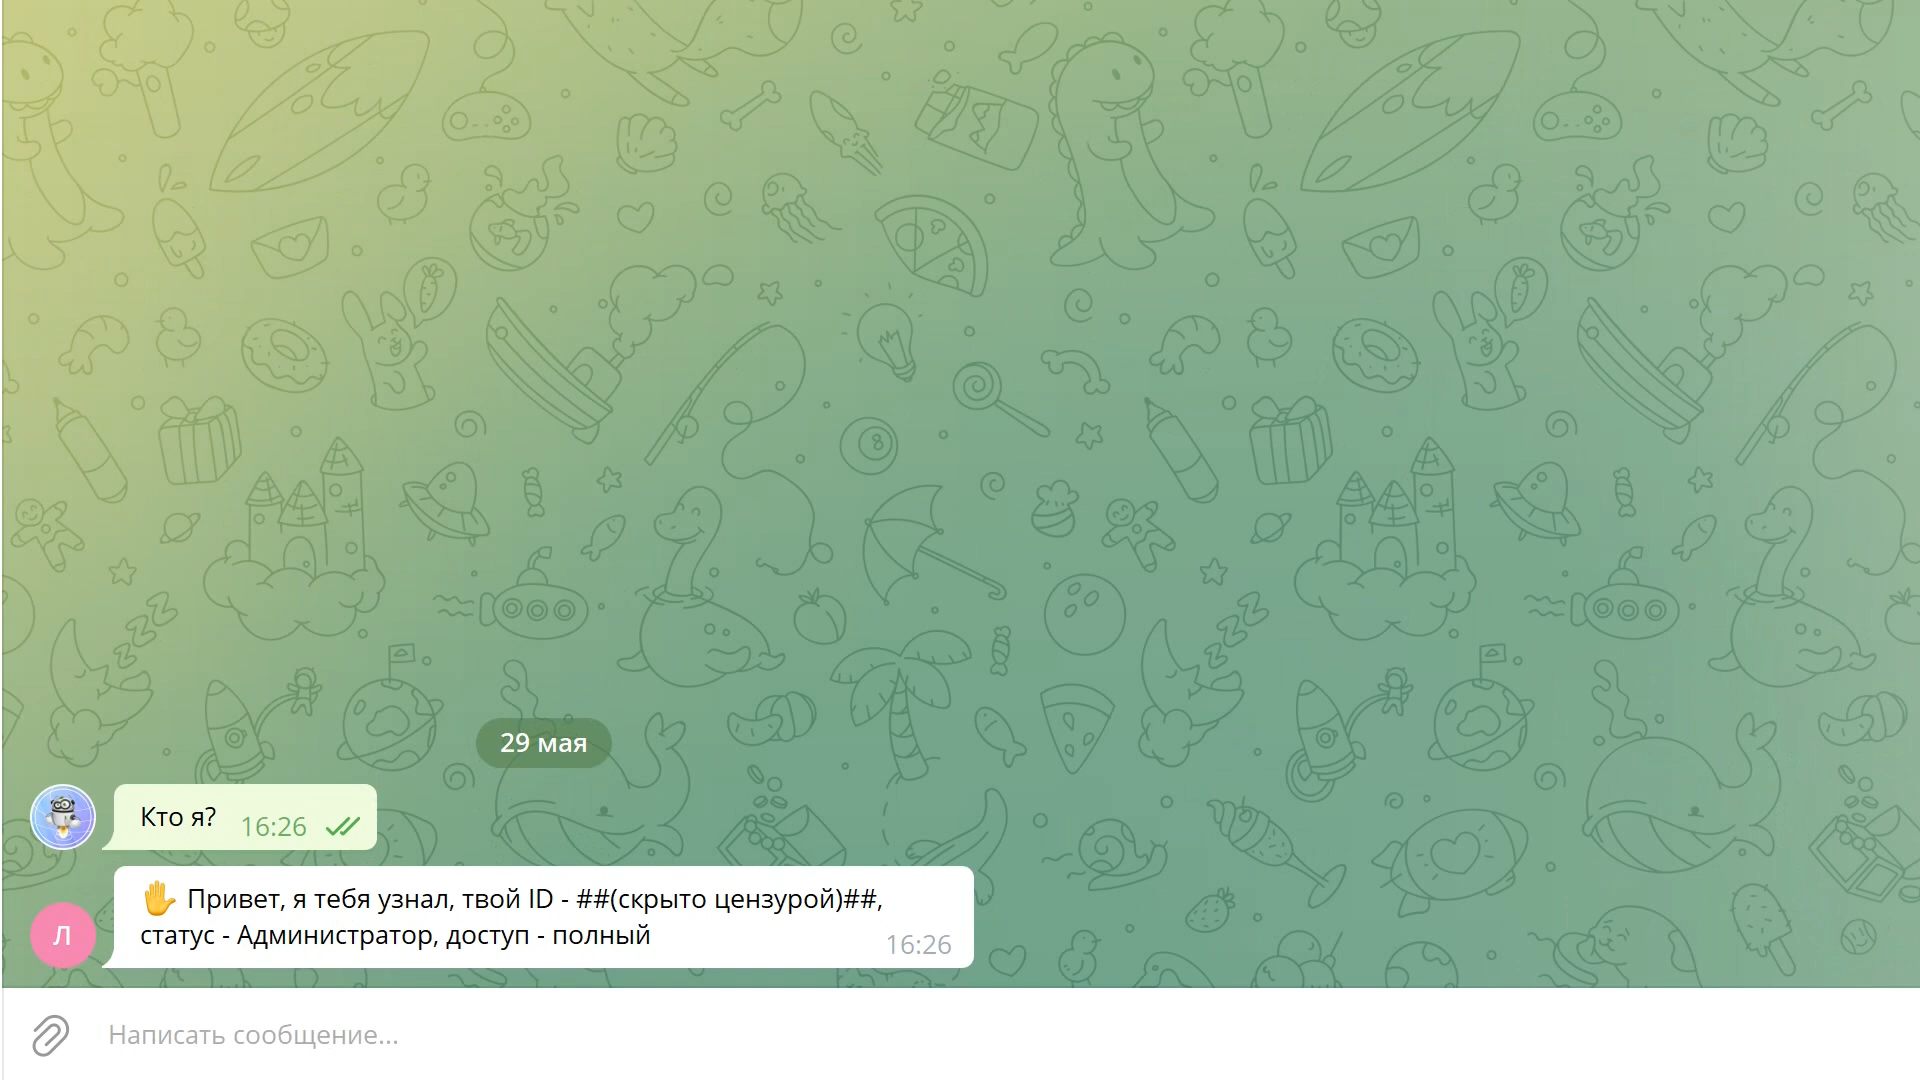 29 мая
Кто я? 16:26
✋ Привет, я тебя узнал, твой ID - ##(скрыто цензурой)##,
статус - Администратор, доступ - полный 16:26
Л
Написать сообщение...